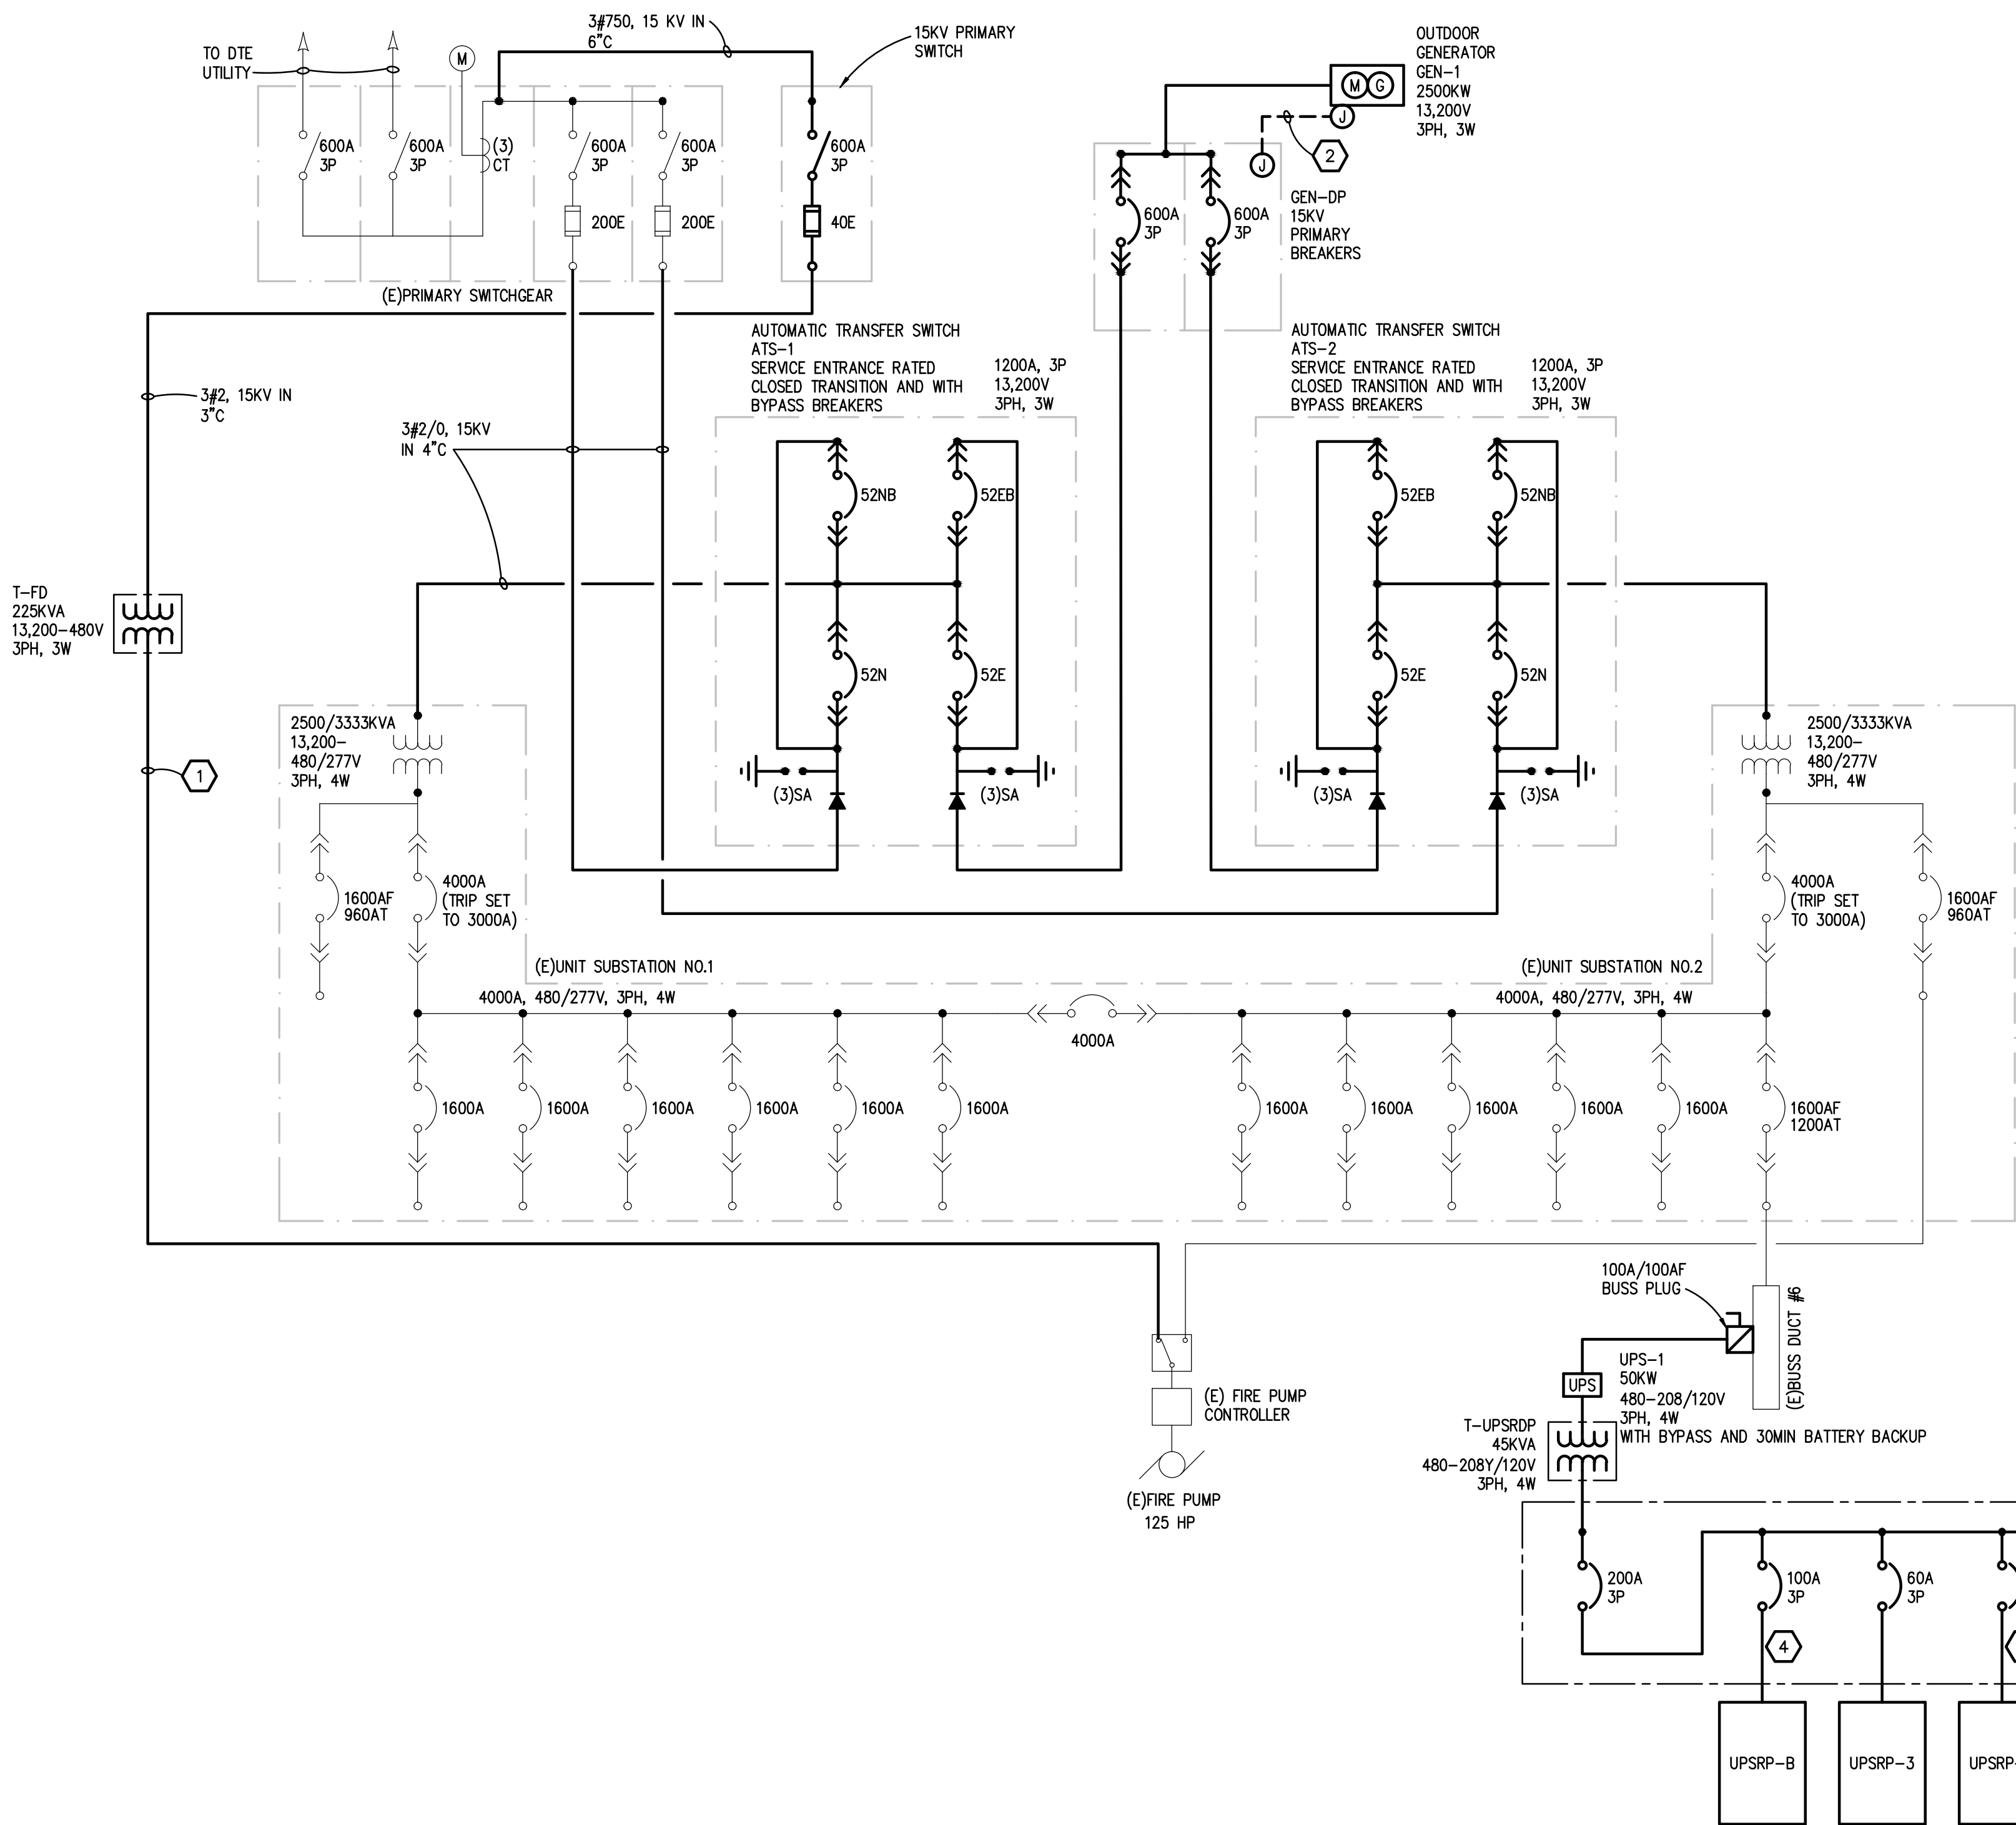 3#750, 15 KV IN
6"C
15KV PRIMARY
SWITCH
TO DTE
UTILITY
M
600A
3P
600A
3P
(3)
CT
600A
3P
600A
3P
600A
3P
200E
200E
40E
(E)PRIMARY SWITCHGEAR
OUTDOOR
GENERATOR
GEN-1
2500KW
13,200V
3PH, 3W
M
G
J
J
2
600A
3P
600A
3P
GEN-DP
15KV
PRIMARY
BREAKERS
AUTOMATIC TRANSFER SWITCH
ATS-1
SERVICE ENTRANCE RATED
CLOSED TRANSITION AND WITH
BYPASS BREAKERS
1200A, 3P
13,200V
3PH, 3W
AUTOMATIC TRANSFER SWITCH
ATS-2
SERVICE ENTRANCE RATED
CLOSED TRANSITION AND WITH
BYPASS BREAKERS
1200A, 3P
13,200V
3PH, 3W
3#2, 15KV IN
3"C
3#2/0, 15KV
IN 4"C
52NB
52EB
52EB
52NB
52N
52E
52E
52N
(3)SA
(3)SA
(3)SA
(3)SA
T-FD
225KVA
13,200-480V
3PH, 3W
1
2500/3333KVA
13,200-
480/277V
3PH, 4W
2500/3333KVA
13,200-
480/277V
3PH, 4W
1600AF
960AT
4000A
(TRIP SET
TO 3000A)
4000A
(TRIP SET
TO 3000A)
1600AF
960AT
(E)UNIT SUBSTATION NO.1
(E)UNIT SUBSTATION NO.2
4000A, 480/277V, 3PH, 4W
4000A, 480/277V, 3PH, 4W
4000A
1600A
1600A
1600A
1600A
1600A
1600A
1600A
1600A
1600A
1600A
1600A
1600AF
1200AT
100A/100AF
BUSS PLUG
(E)BUSS DUCT #6
UPS
UPS-1
50KW
480-208/120V
3PH, 4W
WITH BYPASS AND 30MIN BATTERY BACKUP
T-UPSRDP
45KVA
480-208Y/120V
3PH, 4W
(E) FIRE PUMP
CONTROLLER
(E)FIRE PUMP
125 HP
200A
3P
100A
3P
60A
3P
4
UPSRP-B
UPSRP-3
UPSRP-